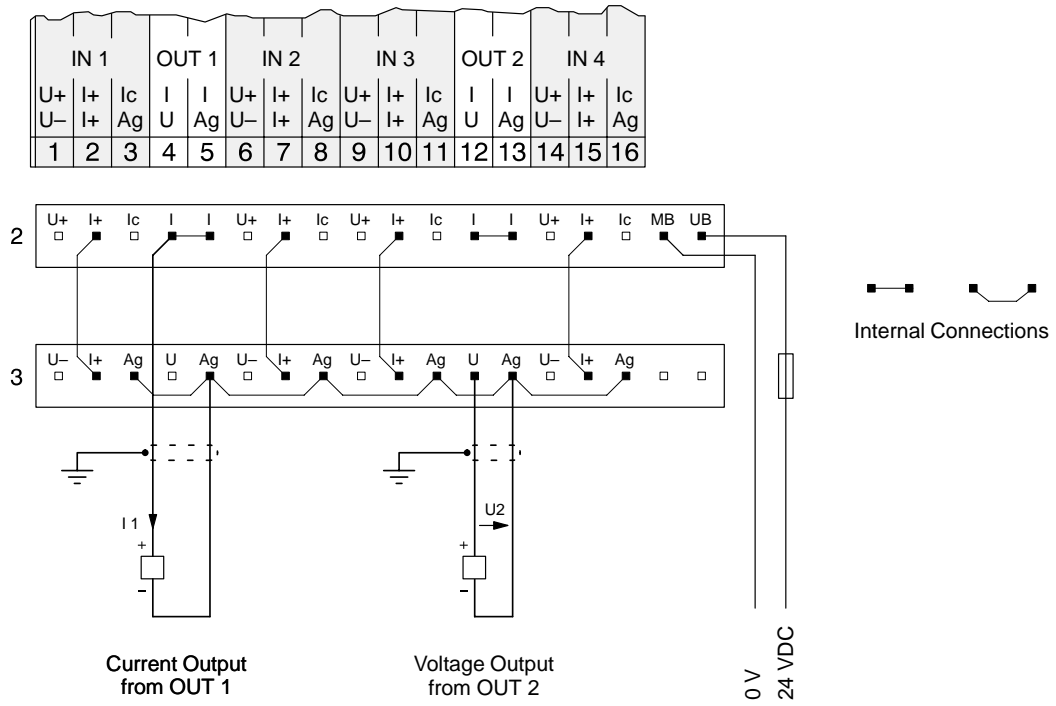 IN 1 OUT 1 IN 2 IN 3 OUT 2 IN 4
U+ I+ Ic I I U+ I+ Ic U+ I+ Ic I I U+ I+ Ic
U– I+ Ag U Ag U– I+ Ag U– I+ Ag U Ag U– I+ Ag
1 2 3 4 5 6 7 8 9 10 11 12 13 14 15 16
U+ I+ Ic I I U+ I+ Ic U+ I+ Ic I I U+ I+ Ic MB UB
2
Internal Connections
U– I+ Ag U Ag U– I+ Ag U– I+ Ag U Ag U– I+ Ag
3
I 1
U2
+
+
–
–
Current Output
from OUT 1
Voltage Output
from OUT 2
0 V
24 VDC